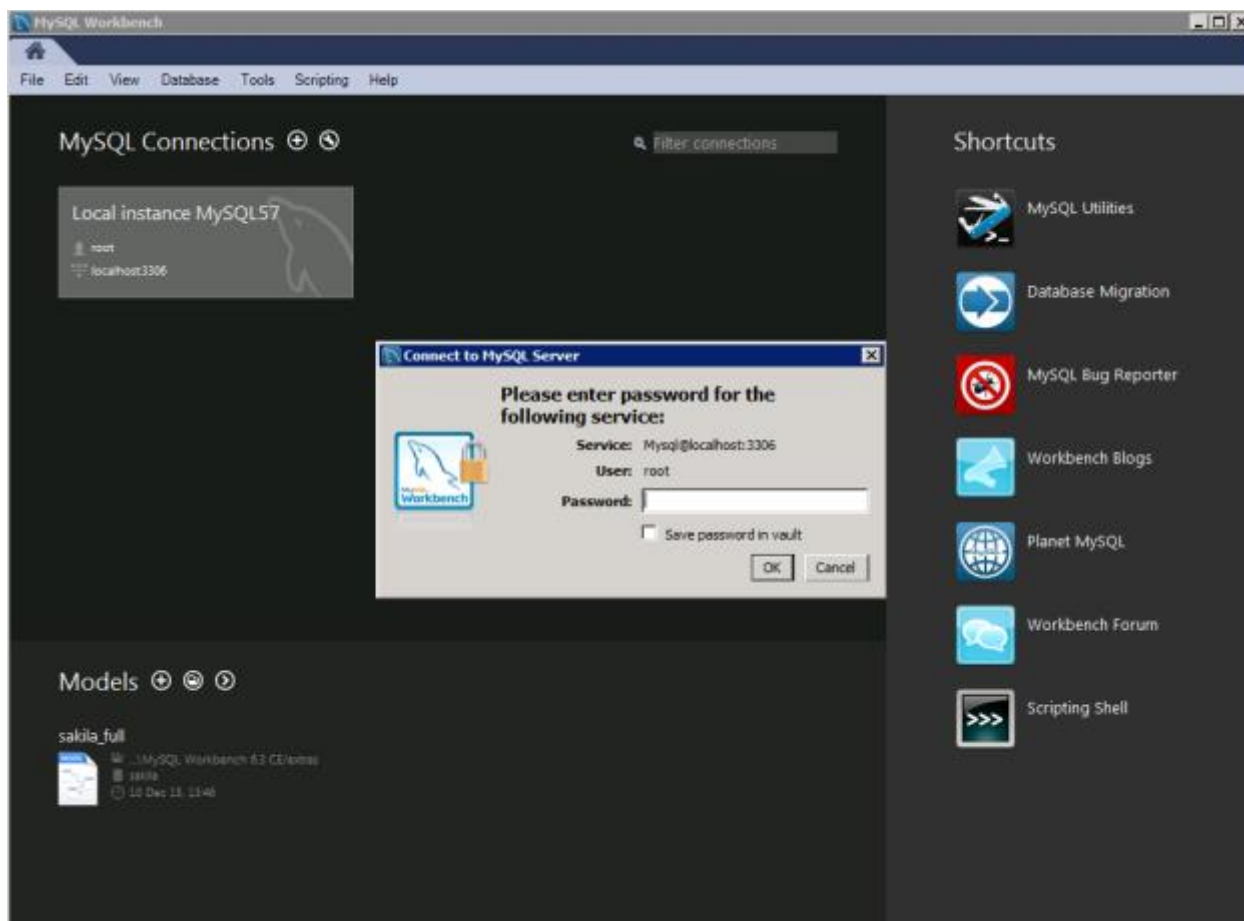 MySQL Workbench
File Edit View Database Tools Scripting Help
MySQL Connections
Filter connections
Local instance MySQL57
root
localhost:3306
Connect to MySQL Server
Please enter password for the
following service:
Service: Mysql@localhost:3306
User: root
Password:
Save password in vault
OK Cancel
MySQL
Workbench
Shortcuts
MySQL Utilities
Database Migration
MySQL Bug Reporter
Workbench Blogs
Planet MySQL
Workbench Forum
Scripting Shell
Models
sakila_full
...\MySQL Workbench 6.3 CE/extras
sakila